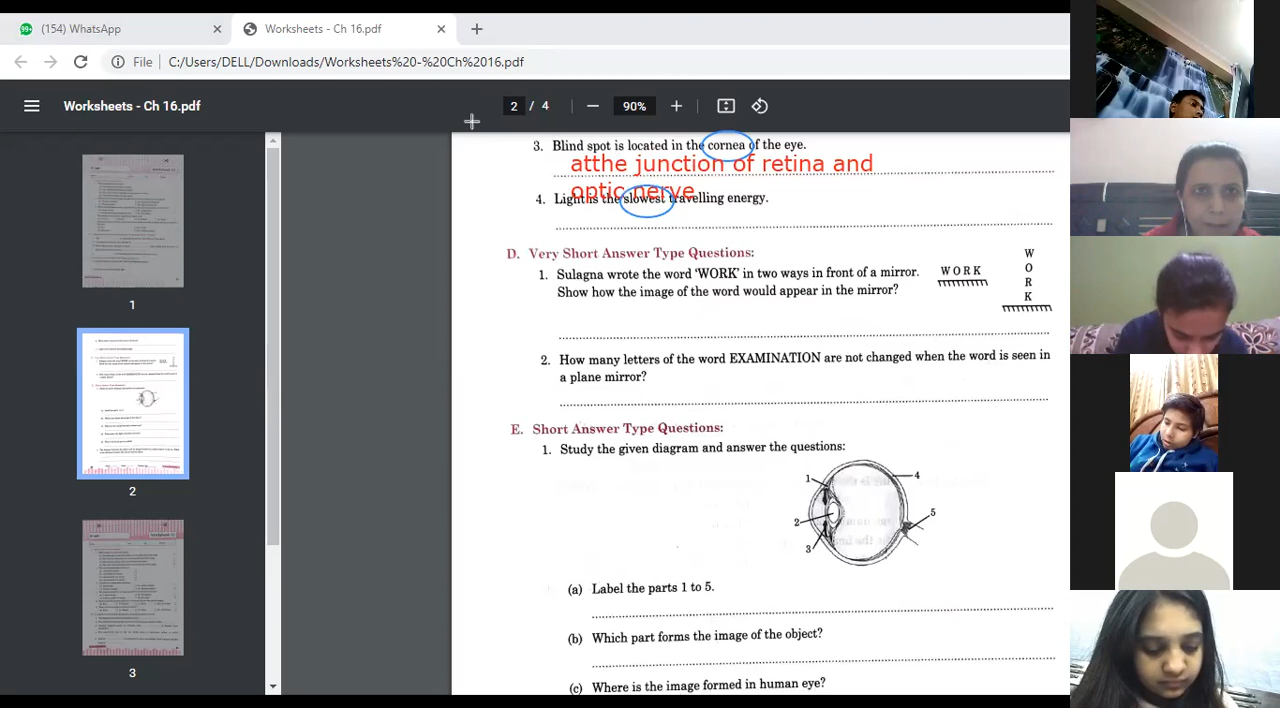 (154) WhatsApp
Worksheets - Ch 16.pdf
File
C:/Users/DELL/Downloads/Worksheets%20-%20Ch%2016.pdf
Worksheets - Ch 16.pdf
2 / 4
90%
1
2
3
3. Blind spot is located in the cornea of the eye.
atthe junction of retina and
optic nerve
4. Light is the slowest travelling energy.
D. Very Short Answer Type Questions:
1. Sulagna wrote the word 'WORK' in two ways in front of a mirror.
Show how the image of the word would appear in the mirror?
W O R K
W
O
R
K
2. How many letters of the word EXAMINATION are not changed when the word is seen in
a plane mirror?
E. Short Answer Type Questions:
1. Study the given diagram and answer the questions:
1
2
3
4
5
(a) Label the parts 1 to 5.
(b) Which part forms the image of the object?
(c) Where is the image formed in human eye?